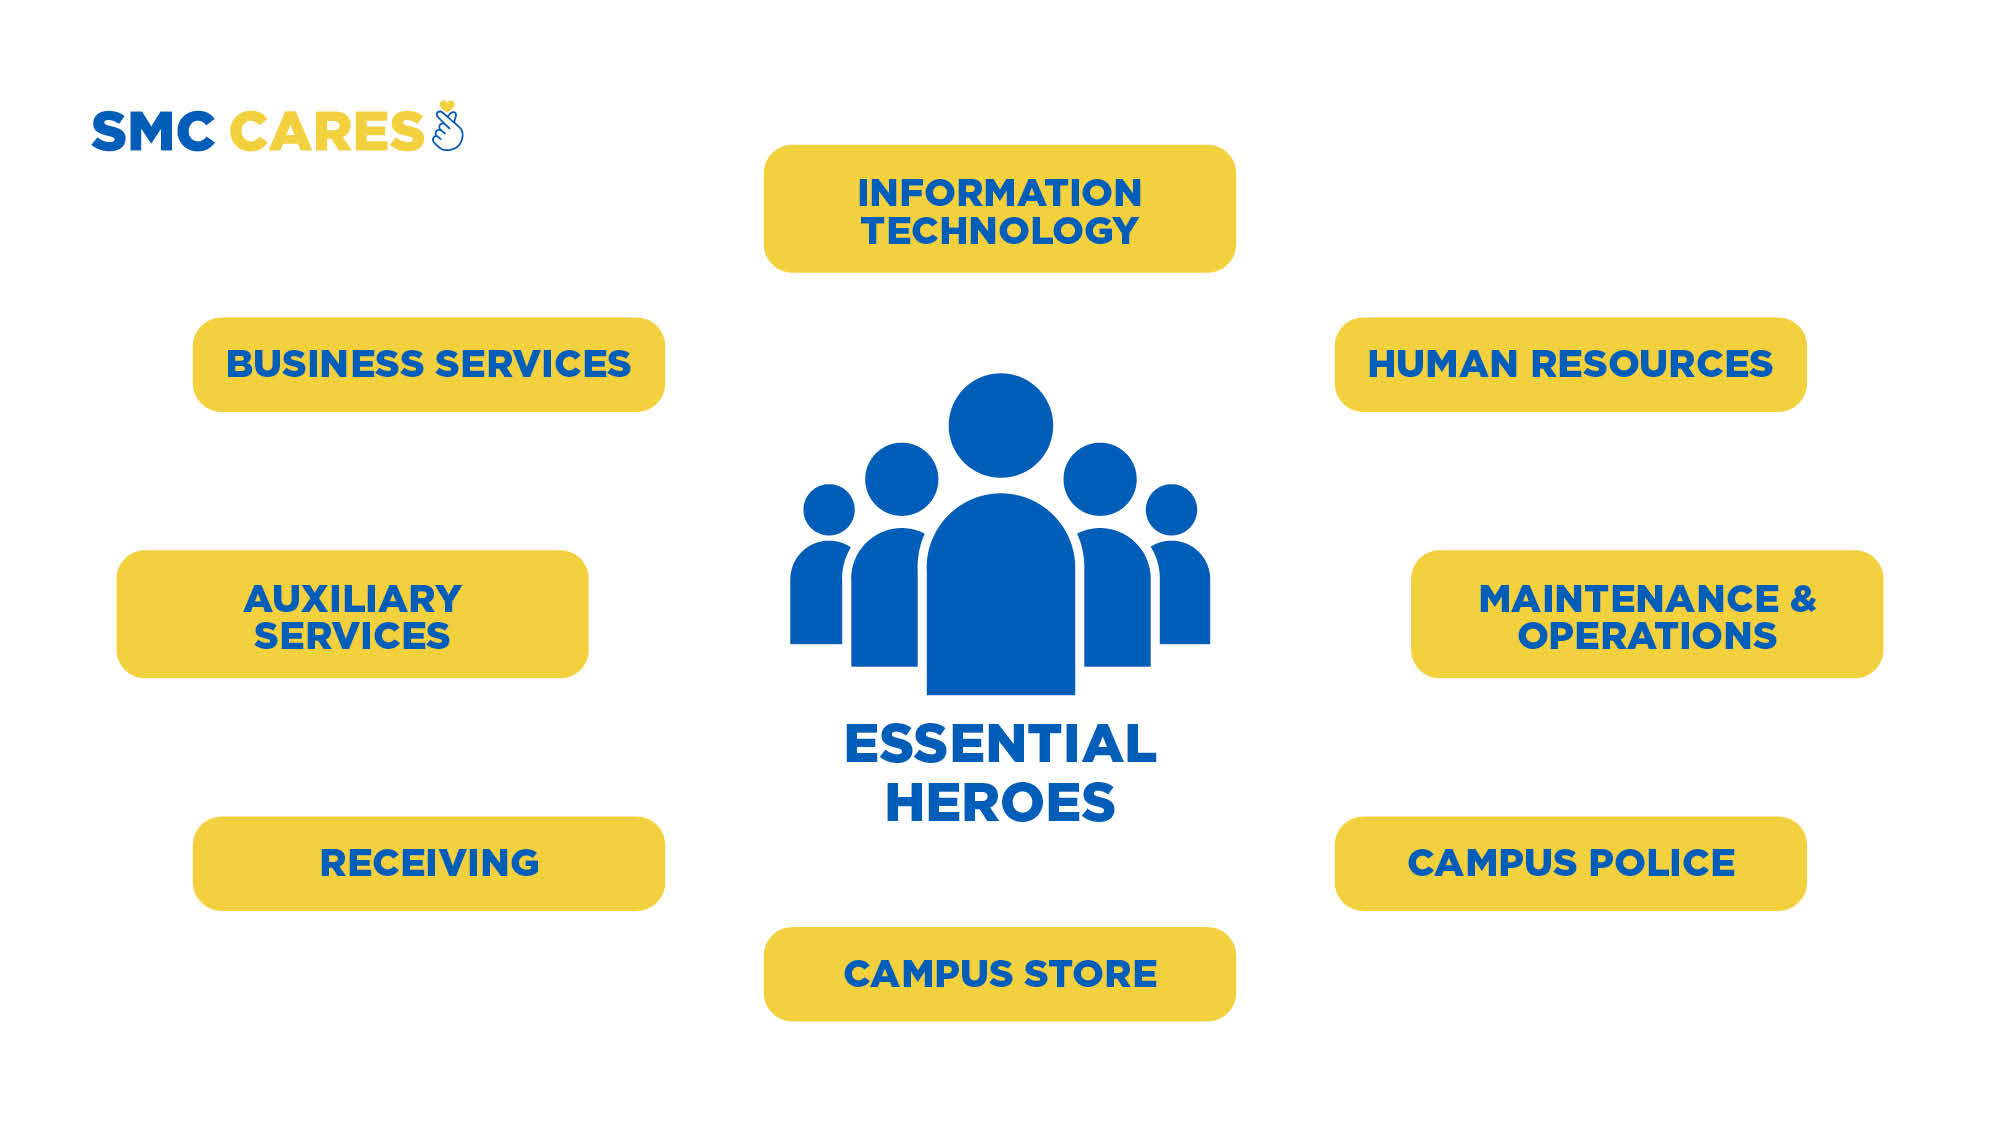 SMC CARES
INFORMATION
TECHNOLOGY
BUSINESS SERVICES
HUMAN RESOURCES
AUXILIARY
SERVICES
MAINTENANCE &
OPERATIONS
ESSENTIAL
HEROES
RECEIVING
CAMPUS POLICE
CAMPUS STORE